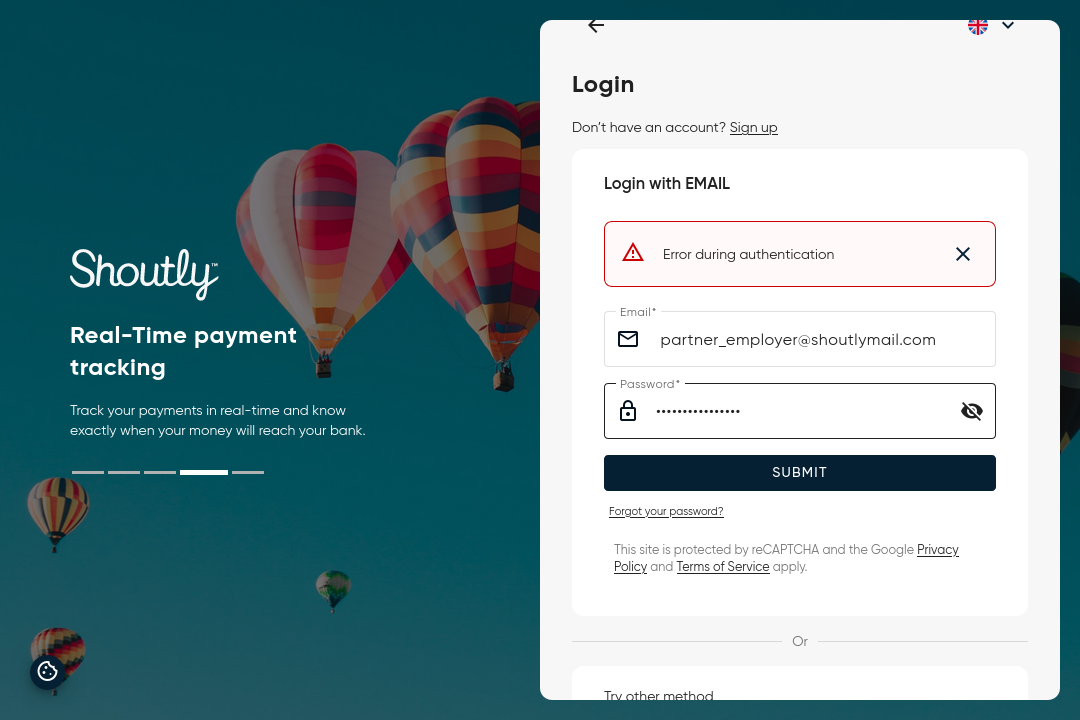 Shoutly™
Real-Time payment
tracking
Track your payments in real-time and know
exactly when your money will reach your bank.
Login
Don’t have an account? Sign up
Login with EMAIL
Error during authentication
Email*
partner_employer@shoutlymail.com
Password*
••••••••••••••••
SUBMIT
Forgot your password?
This site is protected by reCAPTCHA and the Google Privacy
Policy and Terms of Service apply.
Or
Try other method